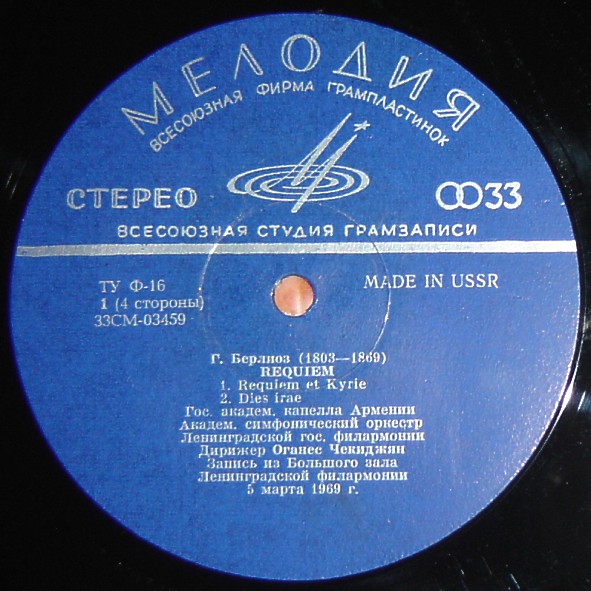 МЕЛОДИЯ
ВСЕСОЮЗНАЯ ФИРМА ГРАМПЛАСТИНОК
СТЕРЕО
33
ВСЕСОЮЗНАЯ СТУДИЯ ГРАМЗАПИСИ
ТУ Ф-16
MADE IN USSR
1 (4 стороны)
33СМ-03459
Г. Берлиоз (1803—1869)
REQUIEM
1. Requiem et Kyrie
2. Dies irae
Гос. академ. капелла Армении
Академ. симфонический оркестр
Ленинградской гос. филармонии
Дирижер Оганес Чекиджян
Запись из Большого зала
Ленинградской филармонии
5 марта 1969 г.